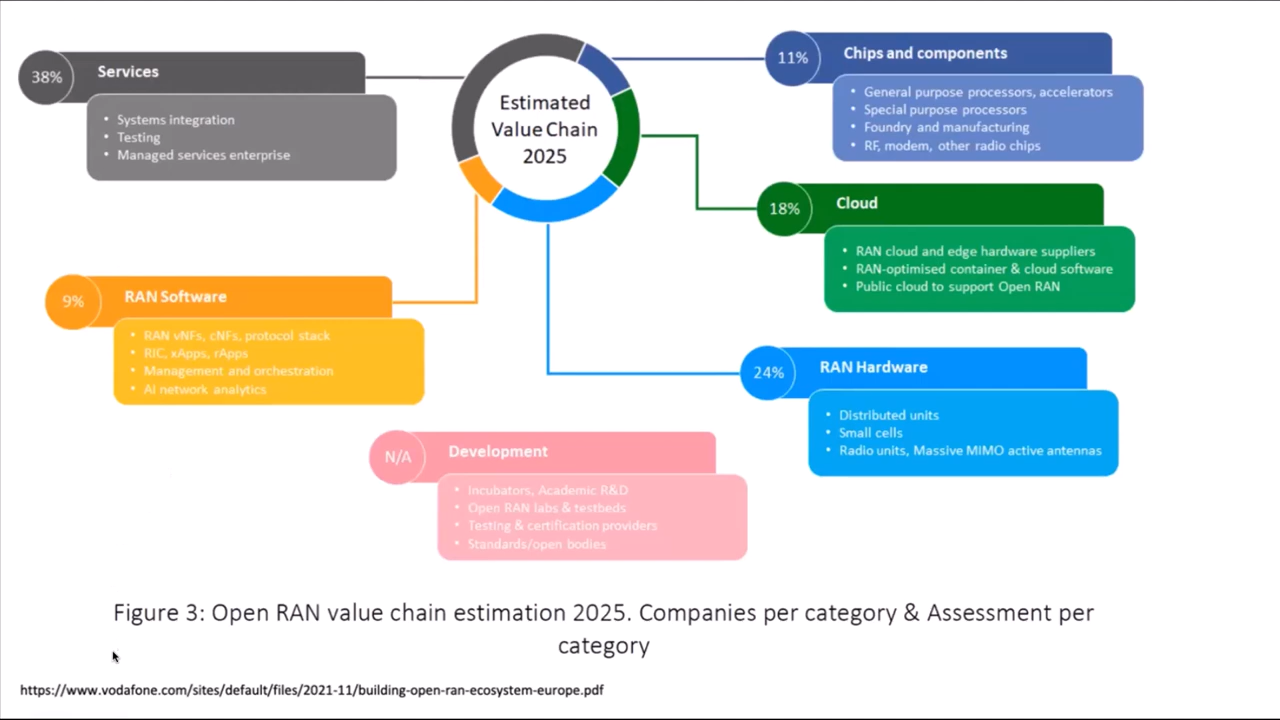 38%
Services
• Systems integration
• Testing
• Managed services enterprise
Estimated
Value Chain
2025
11%
Chips and components
• General purpose processors, accelerators
• Special purpose processors
• Foundry and manufacturing
• RF, modem, other radio chips
18%
Cloud
• RAN cloud and edge hardware suppliers
• RAN-optimised container & cloud software
• Public cloud to support Open RAN
9%
RAN Software
• RAN vNFs, cNFs, protocol stack
• RIC, xApps, rApps
• Management and orchestration
• AI network analytics
24%
RAN Hardware
• Distributed units
• Small cells
• Radio units, Massive MIMO active antennas
N/A
Development
• Incubators, Academic R&D
• Open RAN labs & testbeds
• Testing & certification providers
• Standards/open bodies
Figure 3: Open RAN value chain estimation 2025. Companies per category & Assessment per
category
https://www.vodafone.com/sites/default/files/2021-11/building-open-ran-ecosystem-europe.pdf